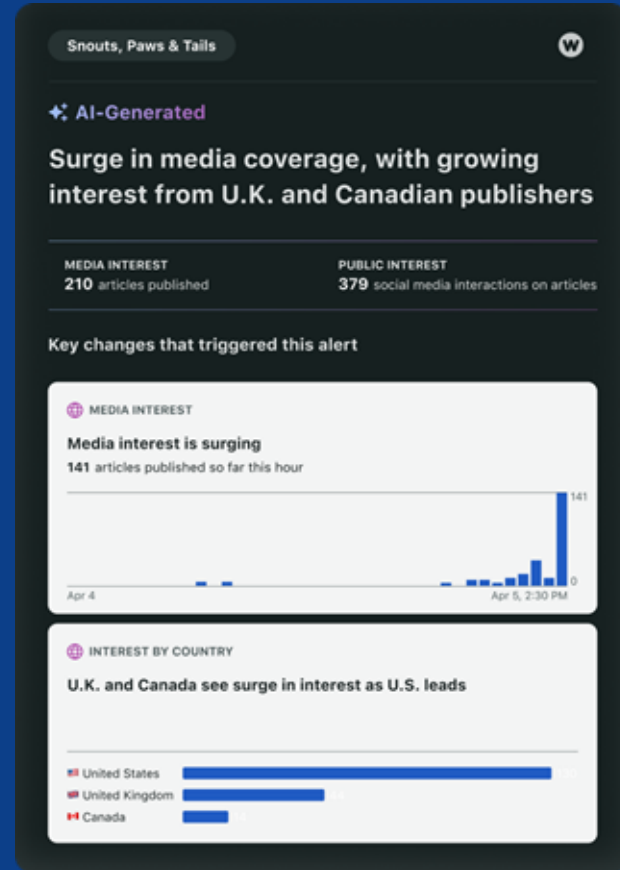 Snouts, Paws & Tails
W
AI-Generated
Surge in media coverage, with growing
interest from U.K. and Canadian publishers
MEDIA INTEREST
210 articles published
PUBLIC INTEREST
379 social media interactions on articles
Key changes that triggered this alert
MEDIA INTEREST
Media interest is surging
141 articles published so far this hour
141
0
Apr 4
Apr 5, 2:30 PM
INTEREST BY COUNTRY
U.K. and Canada see surge in interest as U.S. leads
United States
United Kingdom
Canada